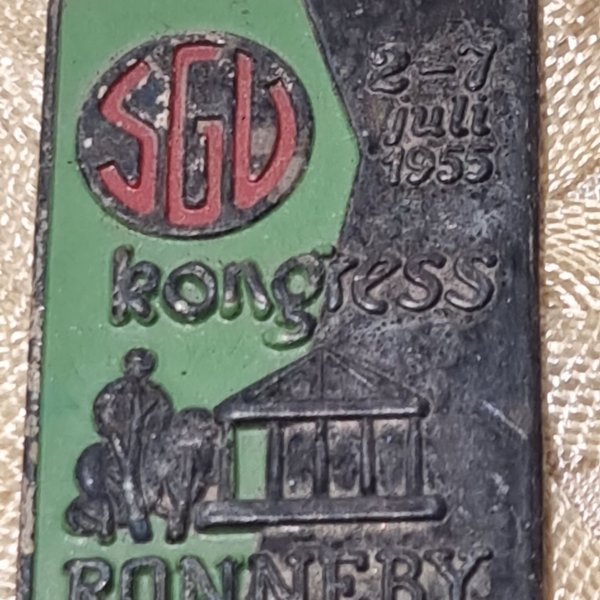 SGU
2-7
juli
1955
kongress
RONNEBY